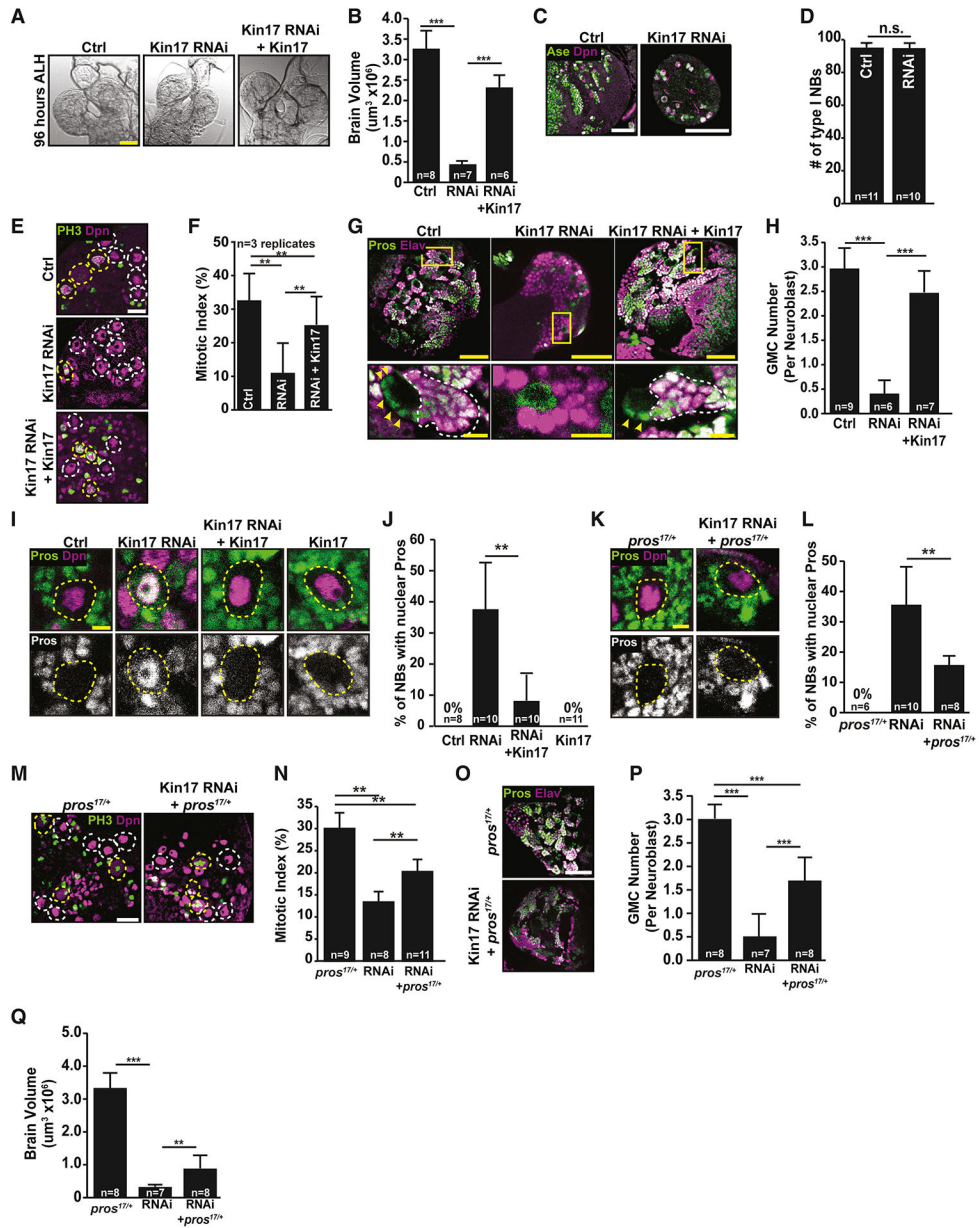 A
96 hours ALH
Ctrl
Kin17 RNAi
Kin17 RNAi
+ Kin17
B
Brain Volume
(um³ x10⁶)
4.0
3.5
3.0
2.5
2.0
1.5
1.0
0.5
0
***
***
n=8
n=7
n=6
Ctrl
RNAi
RNAi
+Kin17
C
Ctrl
Kin17 RNAi
Ase Dpn
D
# of type I NBs
100
80
60
40
20
0
n.s.
Ctrl
RNAi
n=11
n=10
E
PH3 Dpn
Ctrl
Kin17 RNAi
Kin17 RNAi
+ Kin17
F
Mitotic Index (%)
50
40
30
20
10
0
n=3 replicates
**
**
**
Ctrl
RNAi
RNAi + Kin17
G
Ctrl
Kin17 RNAi
Kin17 RNAi + Kin17
Pros Elav
H
GMC Number
(Per Neuroblast)
3.5
3.0
2.5
2.0
1.5
1.0
0.5
0
***
***
n=9
n=6
n=7
Ctrl
RNAi
RNAi
+Kin17
I
Ctrl
Kin17 RNAi
Kin17 RNAi
+ Kin17
Kin17
Pros Dpn
Pros
J
% of NBs with nuclear Pros
60
50
40
30
20
10
0
**
0%
n=8
n=10
n=10
0%
n=11
Ctrl
RNAi
RNAi
+Kin17
Kin17
K
pros17/+
Kin17 RNAi
+ pros17/+
Pros Dpn
Pros
L
% of NBs with nuclear Pros
60
50
40
30
20
10
0
**
0%
n=6
n=10
n=8
pros17/+
RNAi
RNAi
+pros17/+
M
pros17/+
Kin17 RNAi
+ pros17/+
PH3 Dpn
N
Mitotic Index (%)
40
35
30
25
20
15
10
5
0
**
**
**
n=9
n=8
n=11
pros17/+
RNAi
RNAi
+pros17/+
O
Pros Elav
pros17/+
Kin17 RNAi
+ pros17/+
P
GMC Number
(Per Neuroblast)
3.5
3.0
2.5
2.0
1.5
1.0
0.5
0
***
***
***
n=8
n=7
n=8
pros17/+
RNAi
RNAi
+pros17/+
Q
Brain Volume
(um³ x10⁶)
5.0
4.0
3.0
2.0
1.0
0
***
**
n=8
n=7
n=8
pros17/+
RNAi
RNAi
+pros17/+